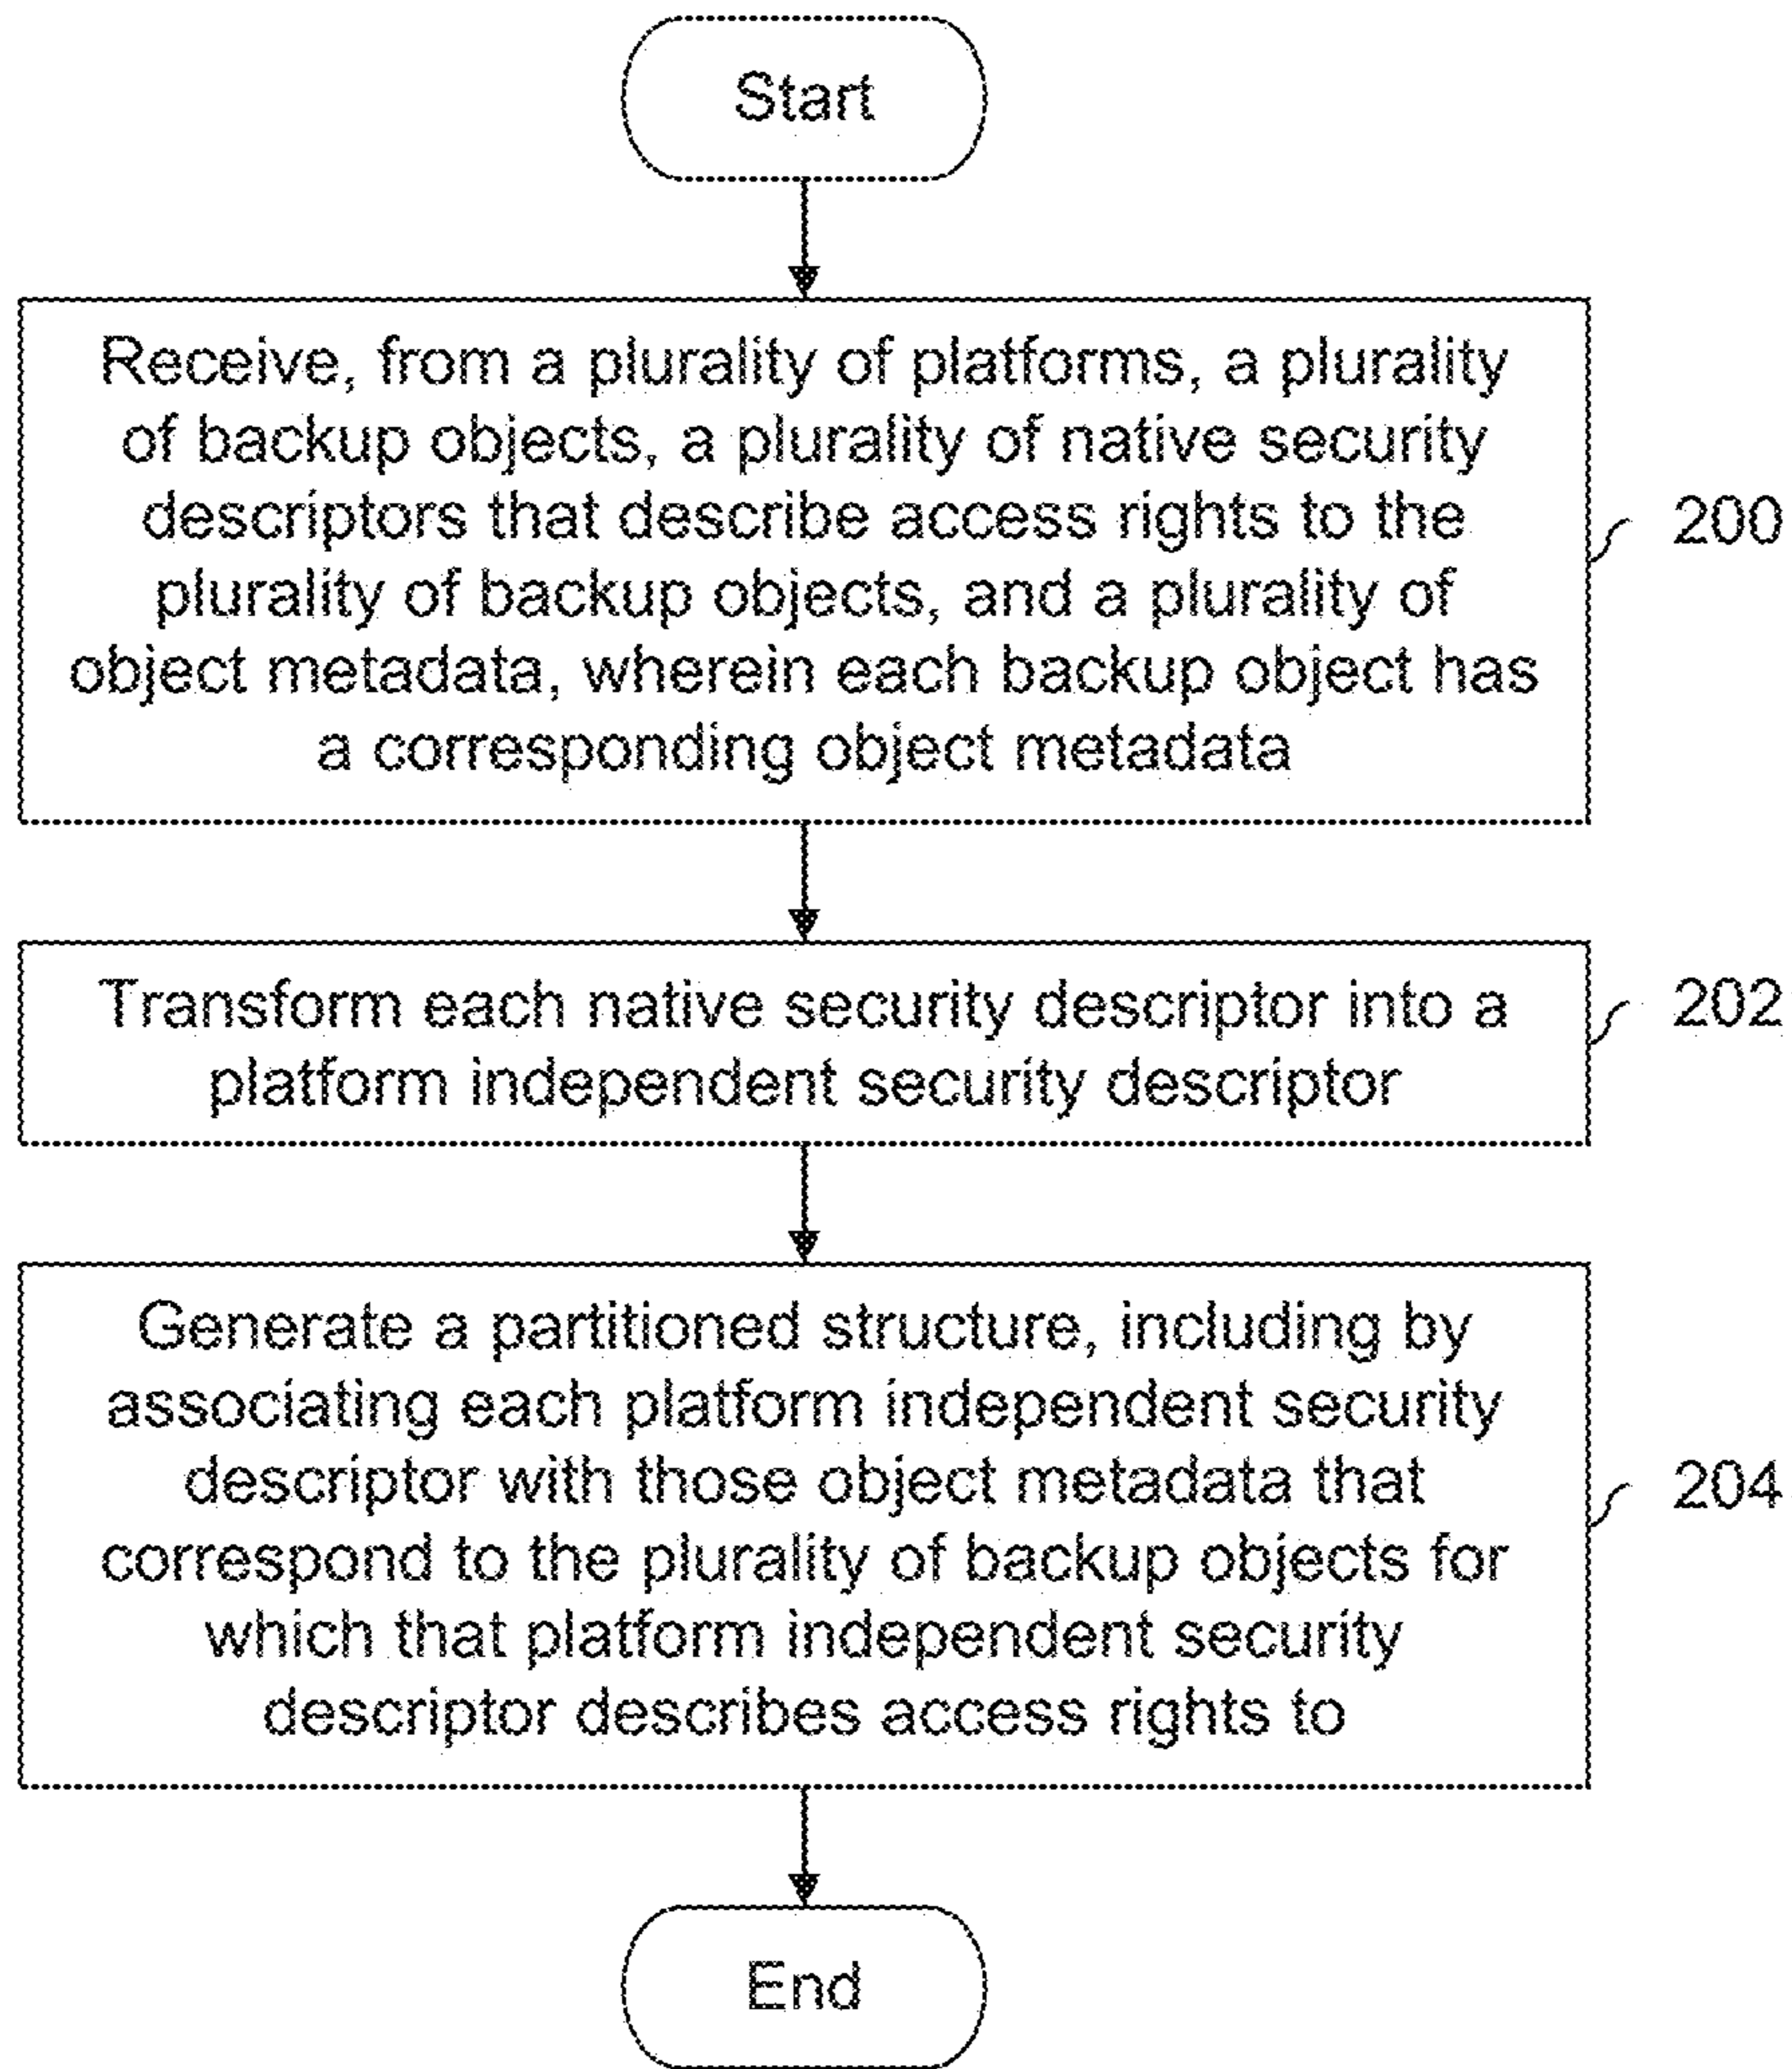 Start
Receive, from a plurality of platforms, a plurality
of backup objects, a plurality of native security
descriptors that describe access rights to the
plurality of backup objects, and a plurality of
object metadata, wherein each backup object has
a corresponding object metadata
200
Transform each native security descriptor into a
platform independent security descriptor
202
Generate a partitioned structure, including by
associating each platform independent security
descriptor with those object metadata that
correspond to the plurality of backup objects for
which that platform independent security
descriptor describes access rights to
204
End